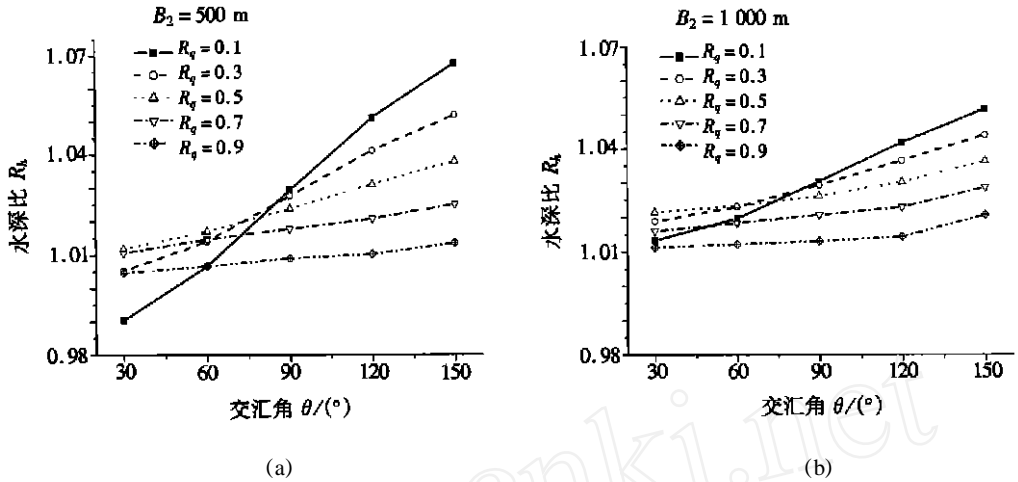 B₂ = 500 m
R_q = 0.1
R_q = 0.3
R_q = 0.5
R_q = 0.7
R_q = 0.9
1.07
1.04
1.01
0.98
水深比 R_h
30 60 90 120 150
交汇角 θ/(°)
(a)
B₂ = 1 000 m
R_q = 0.1
R_q = 0.3
R_q = 0.5
R_q = 0.7
R_q = 0.9
1.07
1.04
1.01
0.98
水深比 R_h
30 60 90 120 150
交汇角 θ/(°)
(b)
enki.net